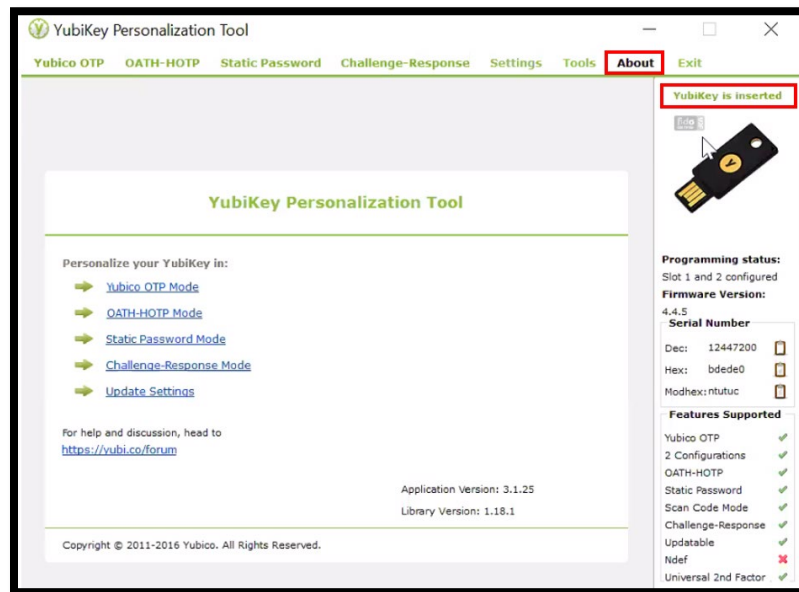 YubiKey Personalization Tool
Yubico OTP OATH-HOTP Static Password Challenge-Response Settings Tools About Exit
YubiKey is inserted
YubiKey Personalization Tool
Personalize your YubiKey in:
Yubico OTP Mode
OATH-HOTP Mode
Static Password Mode
Challenge-Response Mode
Update Settings
For help and discussion, head to
https://yubi.co/forum
Application Version: 3.1.25
Library Version: 1.18.1
Copyright © 2011-2016 Yubico. All Rights Reserved.
Programming status:
Slot 1 and 2 configured
Firmware Version:
4.4.5
Serial Number
Dec: 12447200
Hex: bdede0
Modhex: ntutuc
Features Supported
Yubico OTP
2 Configurations
OATH-HOTP
Static Password
Scan Code Mode
Challenge-Response
Updatable
Ndef
Universal 2nd Factor